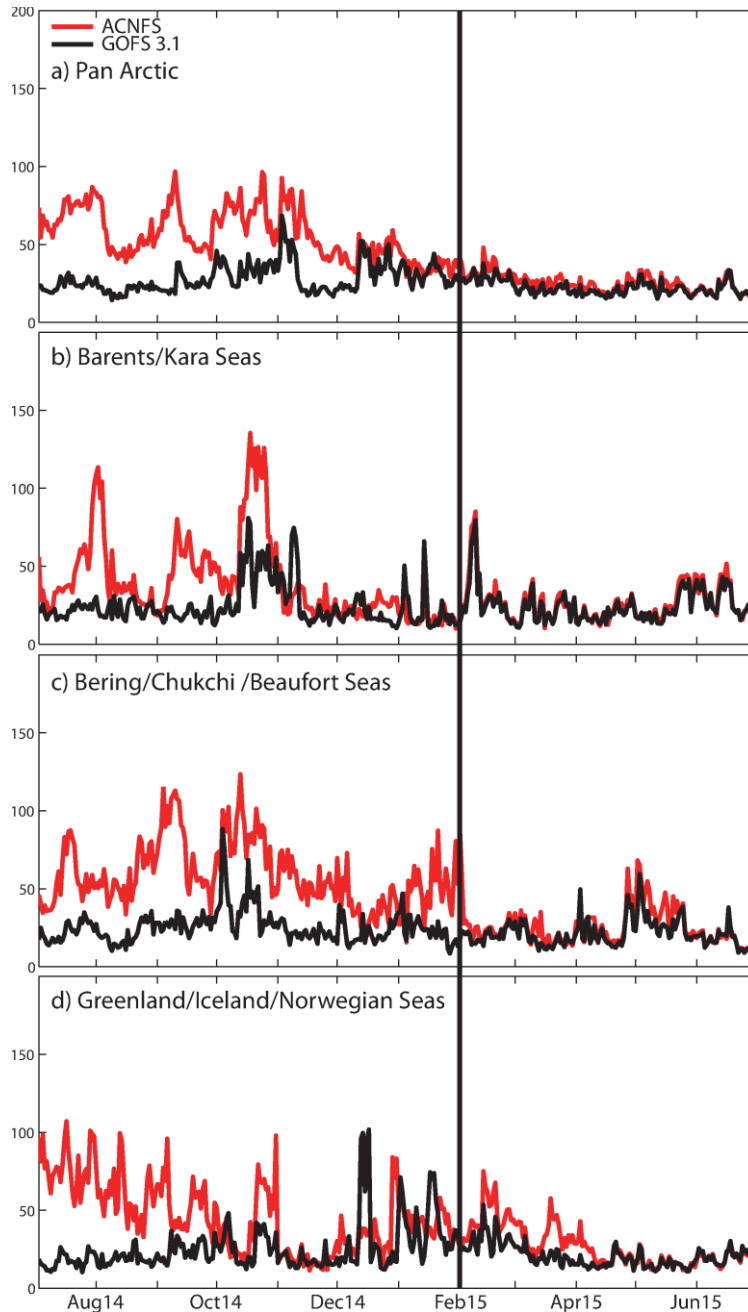 200
ACNFS
GOFS 3.1
a) Pan Arctic
150
100
50
0
b) Barents/Kara Seas
150
100
50
0
c) Bering/Chukchi /Beaufort Seas
150
100
50
0
d) Greenland/Iceland/Norwegian Seas
150
100
50
0
Aug14 Oct14 Dec14 Feb15 Apr15 Jun15